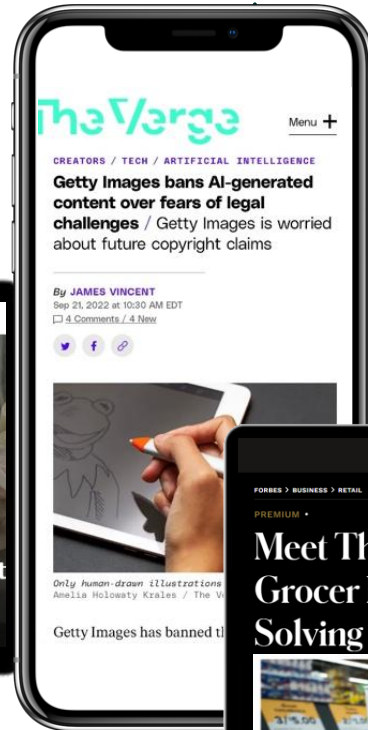 The Verge
Menu +
CREATORS / TECH / ARTIFICIAL INTELLIGENCE
Getty Images bans AI-generated
content over fears of legal
challenges / Getty Images is worried
about future copyright claims
By JAMES VINCENT
Sep 21, 2022 at 10:30 AM EDT
4 Comments / 4 New
Only human-drawn illustrations
Amelia Holowaty Krales / The V
Getty Images has banned t
FORBES > BUSINESS > RETAIL
PREMIUM •
Meet Th
Grocer
Solving
3/$5.00